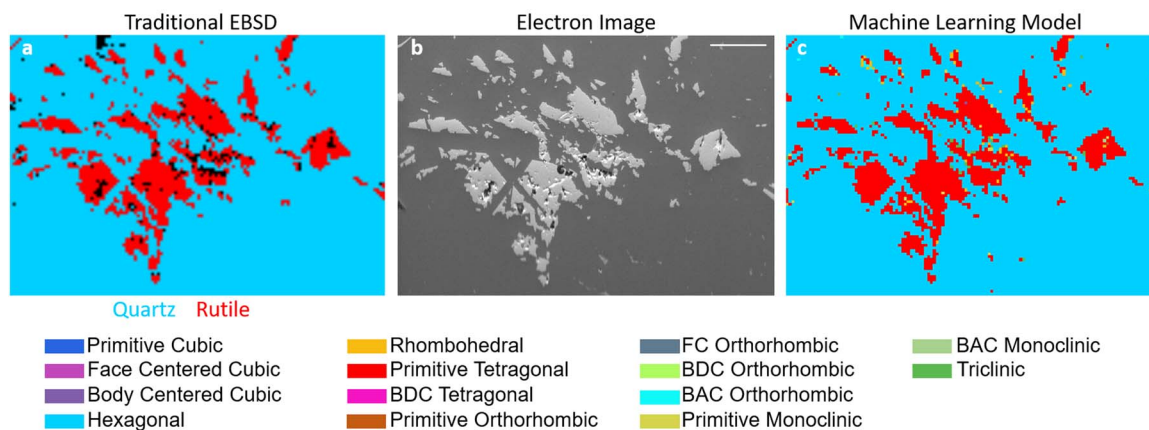 Traditional EBSD Electron Image Machine Learning Model
a b c
Quartz Rutile
Primitive Cubic Rhombohedral FC Orthorhombic BAC Monoclinic
Face Centered Cubic Primitive Tetragonal BDC Orthorhombic Triclinic
Body Centered Cubic BDC Tetragonal BAC Orthorhombic
Hexagonal Primitive Orthorhombic Primitive Monoclinic